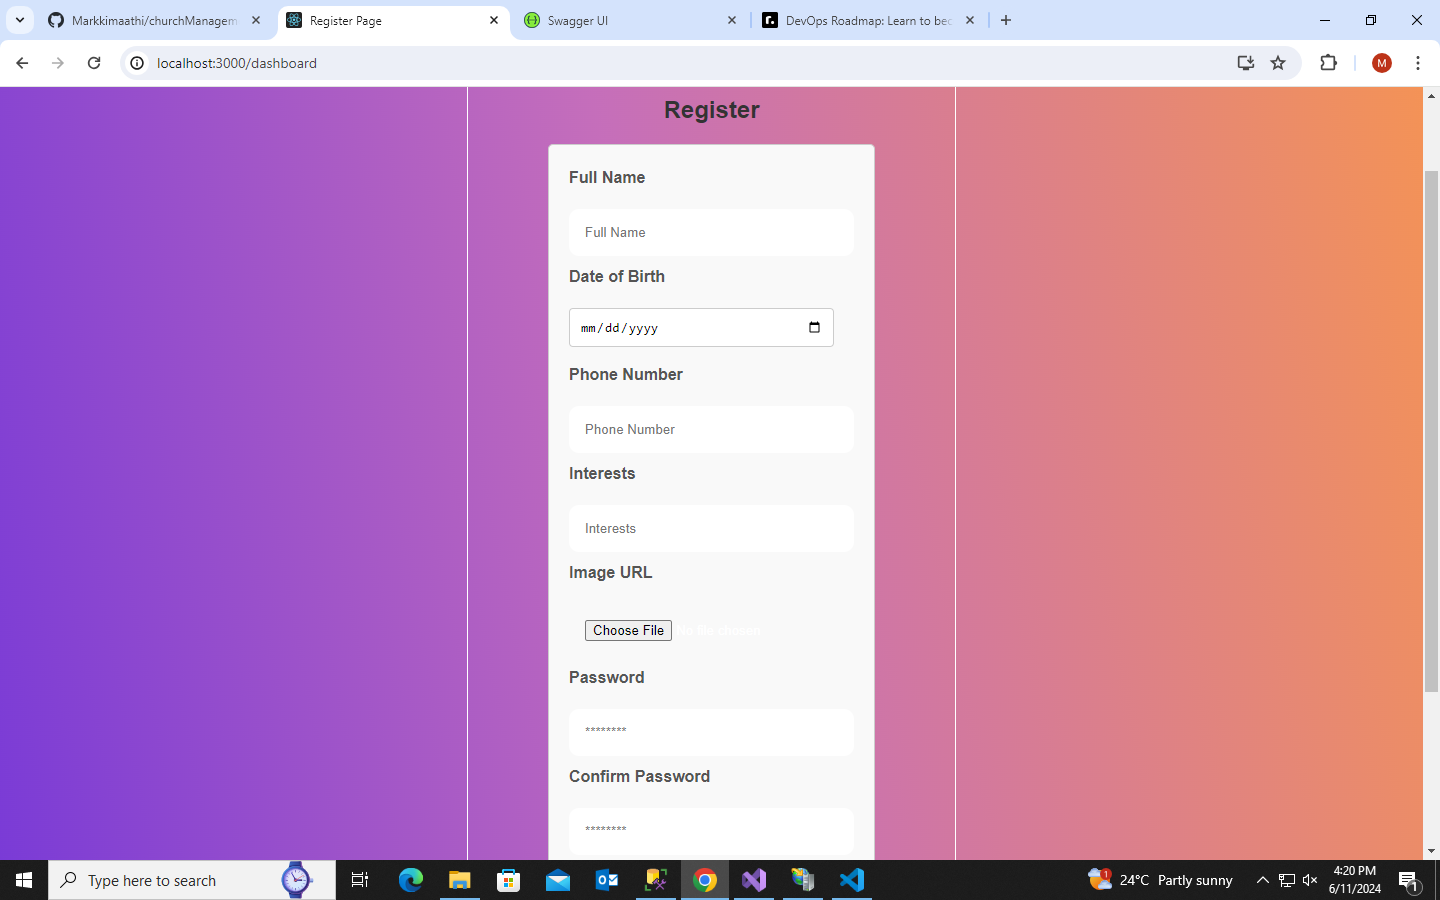 Markkimaathi/churchManagem
Register Page
Swagger UI
DevOps Roadmap: Learn to bec
localhost:3000/dashboard
M
Register
Full Name
Full Name
Date of Birth
mm/dd/yyyy
Phone Number
Phone Number
Interests
Interests
Image URL
Choose File No file chosen
Password
********
Confirm Password
********
Type here to search
1
24°C Partly sunny
4:20 PM
6/11/2024
1